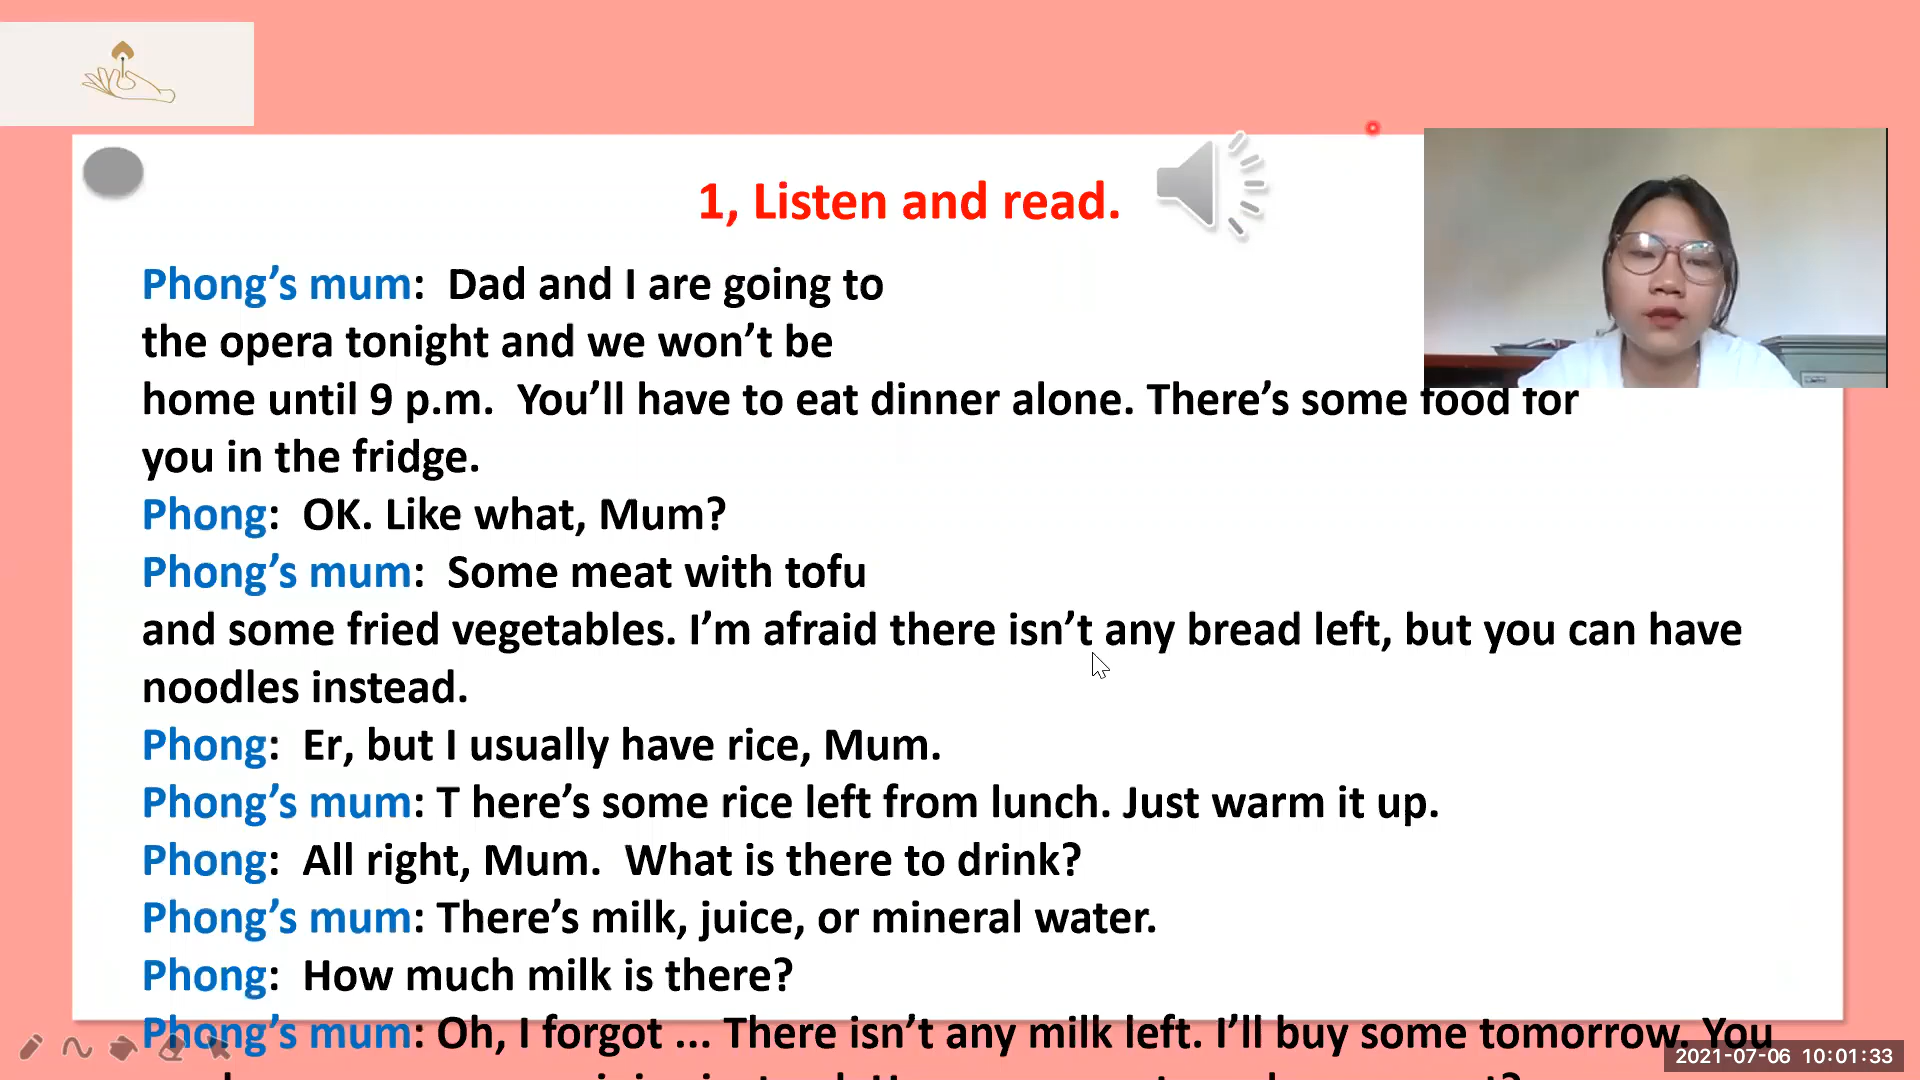 1, Listen and read.
Phong’s mum:  Dad and I are going to
the opera tonight and we won’t be
home until 9 p.m.  You’ll have to eat dinner alone. There’s some food for
you in the fridge.
Phong:  OK. Like what, Mum?
Phong’s mum:  Some meat with tofu
and some fried vegetables. I’m afraid there isn’t any bread left, but you can have
noodles instead.
Phong:  Er, but I usually have rice, Mum.
Phong’s mum: T here’s some rice left from lunch. Just warm it up.
Phong:  All right, Mum.  What is there to drink?
Phong’s mum: There’s milk, juice, or mineral water.
Phong:  How much milk is there?
Phong’s mum: Oh, I forgot ... There isn’t any milk left. I’ll buy some tomorrow. You
2021-07-06 10:01:33